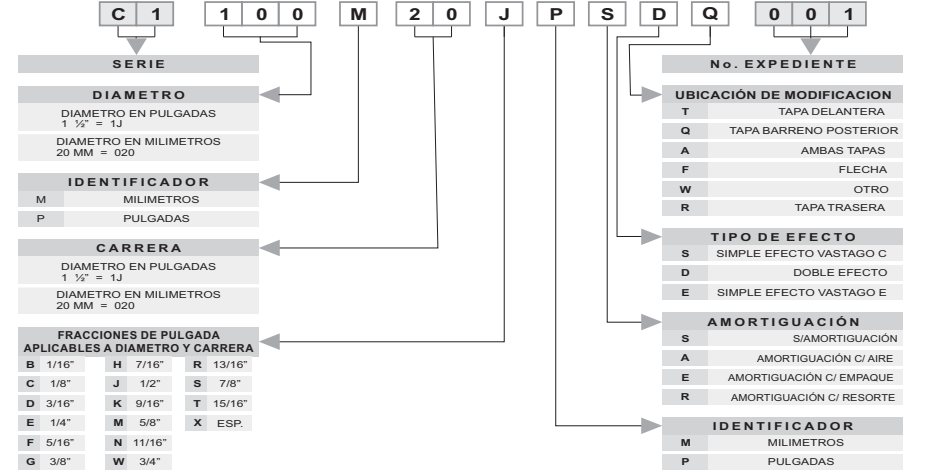 C 1 1 0 0 M 2 0 J P S D Q 0 0 1
SERIE
DIAMETRO
DIAMETRO EN PULGADAS
1 ½" = 1J
DIAMETRO EN MILIMETROS
20 MM = 020
IDENTIFICADOR
M MILIMETROS
P PULGADAS
CARRERA
DIAMETRO EN PULGADAS
1 ½" = 1J
DIAMETRO EN MILIMETROS
20 MM = 020
FRACCIONES DE PULGADA
APLICABLES A DIAMETRO Y CARRERA
B 1/16" H 7/16" R 13/16"
C 1/8" J 1/2" S 7/8"
D 3/16" K 9/16" T 15/16"
E 1/4" M 5/8" X ESP.
F 5/16" N 11/16"
G 3/8" W 3/4"
No. EXPEDIENTE
UBICACIÓN DE MODIFICACION
T TAPA DELANTERA
Q TAPA BARRENO POSTERIOR
A AMBAS TAPAS
F FLECHA
W OTRO
R TAPA TRASERA
TIPO DE EFECTO
S SIMPLE EFECTO VASTAGO C
D DOBLE EFECTO
E SIMPLE EFECTO VASTAGO E
AMORTIGUACIÓN
S S/AMORTIGUACIÓN
A AMORTIGUACIÓN C/ AIRE
E AMORTIGUACIÓN C/ EMPAQUE
R AMORTIGUACIÓN C/ RESORTE
IDENTIFICADOR
M MILIMETROS
P PULGADAS